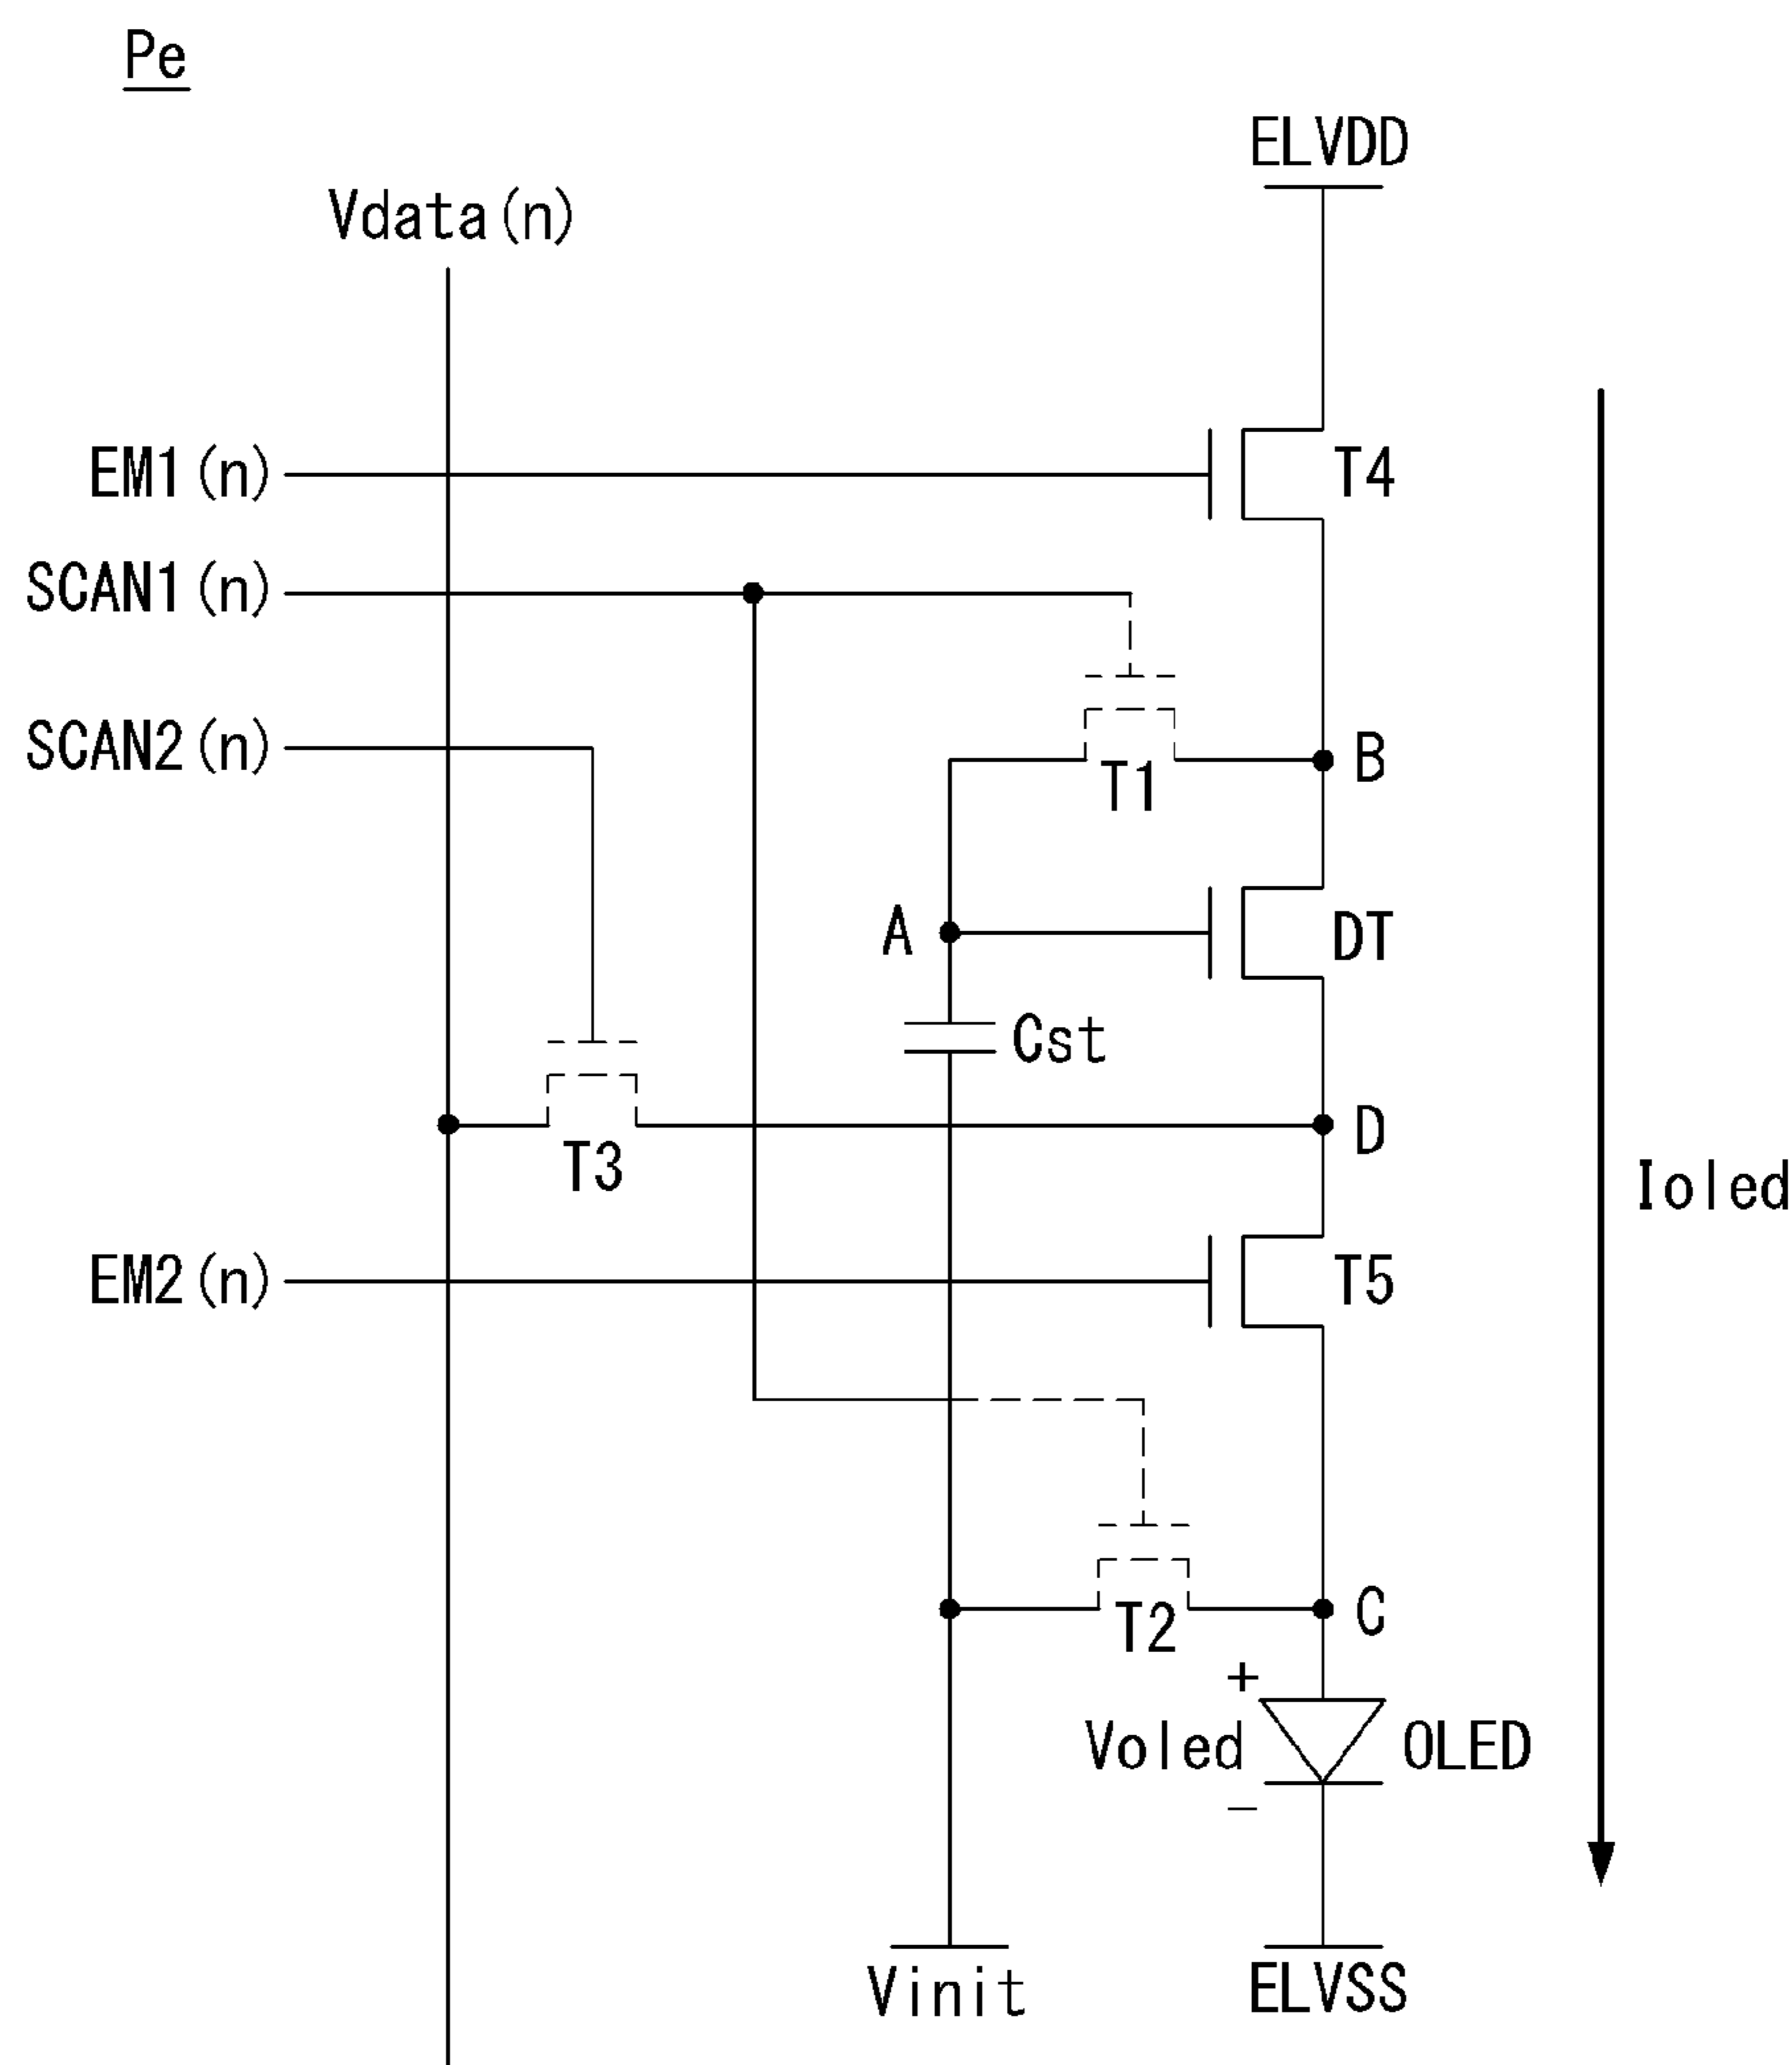 Pe
ELVDD
Vdata(n)
EM1(n)
T4
SCAN1(n)
SCAN2(n)
B
T1
A
DT
Cst
D
T3
Ioled
EM2(n)
T5
C
T2
+
Voled
OLED
−
Vinit
ELVSS